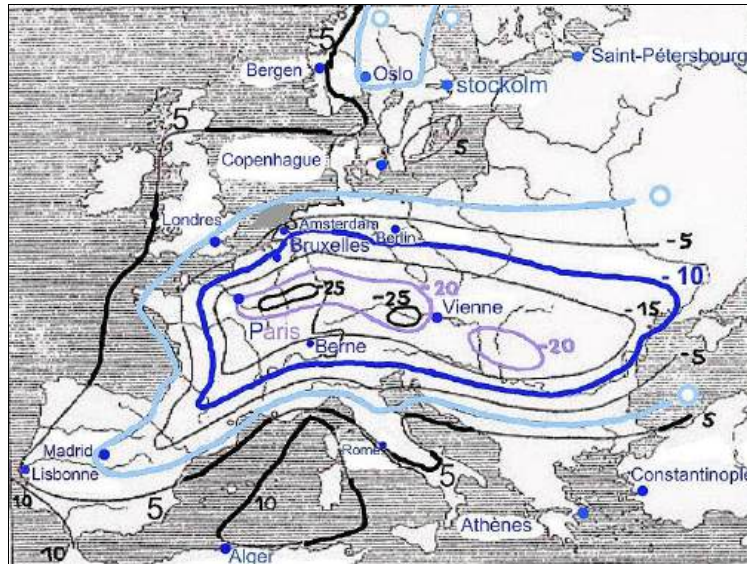 5
Bergen
Oslo
stockolm
Saint-Pétersbourg
5
Copenhague
5
Londres
Amsterdam
Berlin
Bruxelles
-5
-10
-20
-25
-25
-15
Paris
Vienne
Berne
-20
-5
5
Madrid
Rome
Lisbonne
5
10
10
5
Constantinople
Athènes
10
Alger